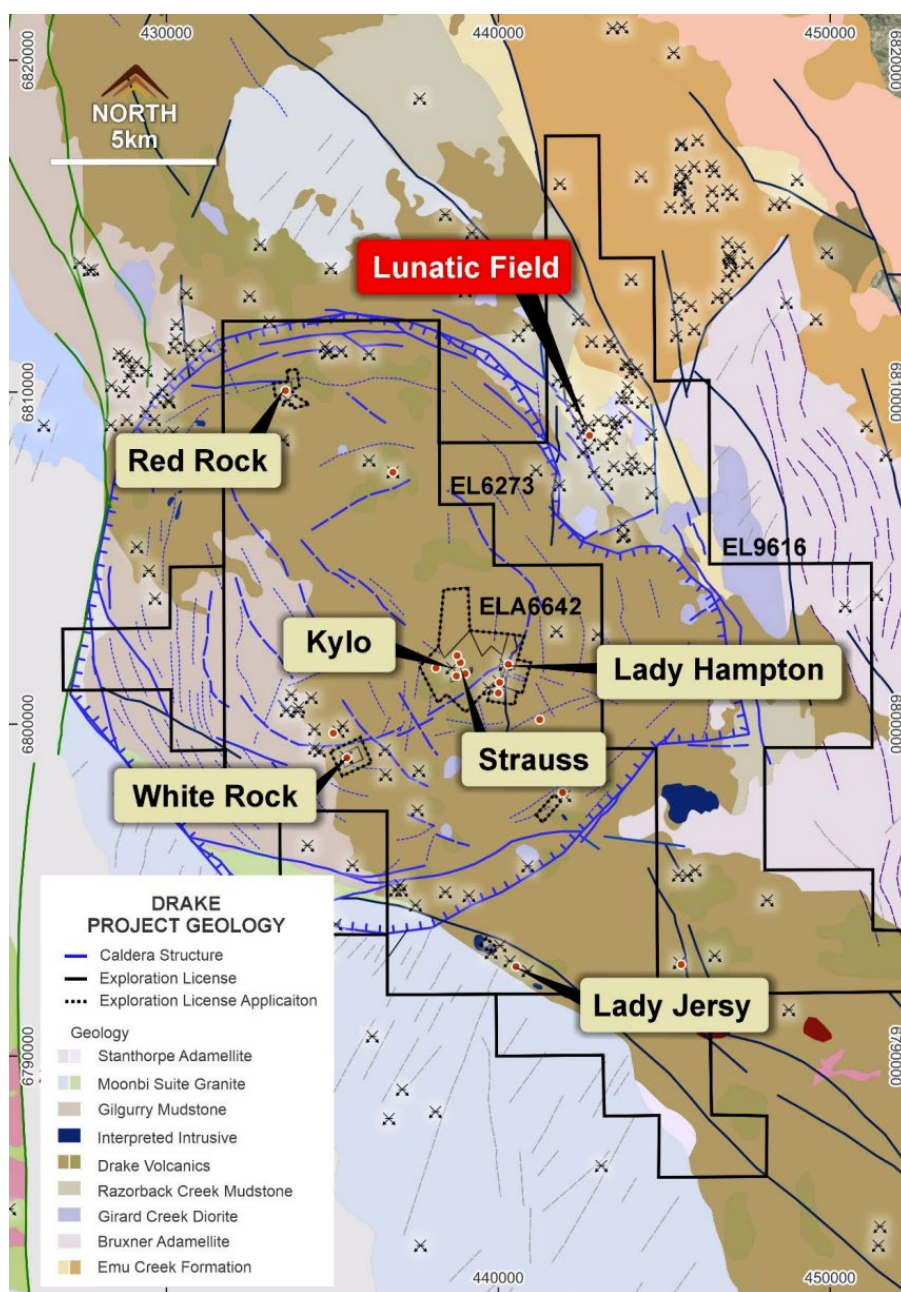 430000
440000
450000
6820000
6820000
NORTH
5km
Lunatic Field
6810000
6810000
Red Rock
EL6273
EL9616
ELA6642
Kylo
Lady Hampton
6800000
6800000
Strauss
White Rock
DRAKE
PROJECT GEOLOGY
Caldera Structure
Exploration License
Exploration License Applicaiton
Lady Jersy
Geology
Stanthorpe Adamellite
Moonbi Suite Granite
Gilgurry Mudstone
Interpreted Intrusive
Drake Volcanics
Razorback Creek Mudstone
Girard Creek Diorite
Bruxner Adamellite
Emu Creek Formation
6790000
440000
450000